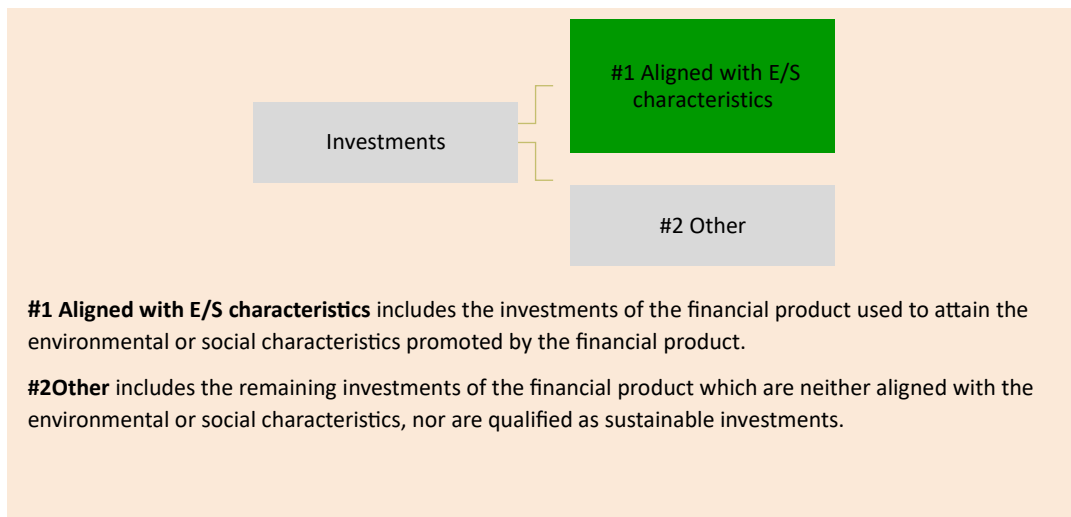 #1 Aligned with E/S
characteristics
Investments
#2 Other
#1 Aligned with E/S characteristics includes the investments of the financial product used to attain the
environmental or social characteristics promoted by the financial product.
#2Other includes the remaining investments of the financial product which are neither aligned with the
environmental or social characteristics, nor are qualified as sustainable investments.